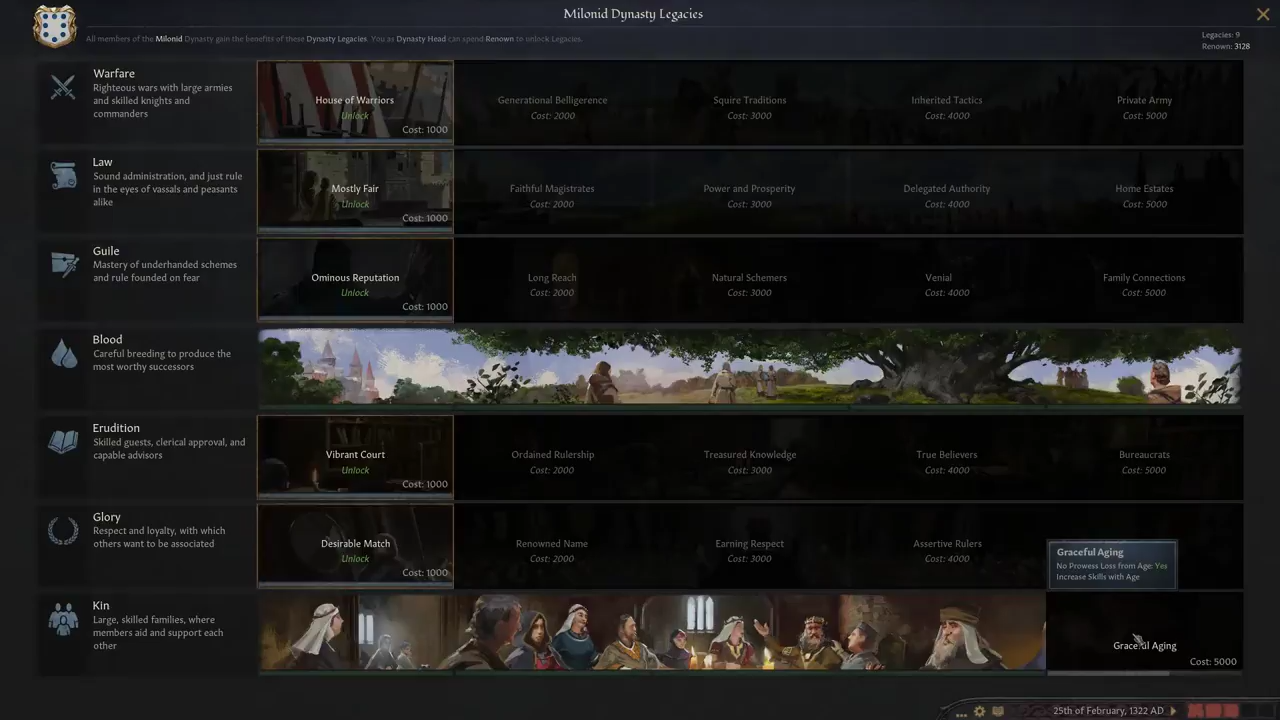 Milonid Dynasty Legacies
All members of the Milonid Dynasty gain the benefits of these Dynasty Legacies. You as Dynasty Head can spend Renown to unlock Legacies.
Legacies: 9
Renown: 3128
Warfare
Righteous wars with large armies
and skilled knights and
commanders
House of Warriors
Unlock
Cost: 1000
Generational Belligerence
Cost: 2000
Squire Traditions
Cost: 3000
Inherited Tactics
Cost: 4000
Private Army
Cost: 5000
Law
Sound administration, and just rule
in the eyes of vassals and peasants
alike
Mostly Fair
Unlock
Cost: 1000
Faithful Magistrates
Cost: 2000
Power and Prosperity
Cost: 3000
Delegated Authority
Cost: 4000
Home Estates
Cost: 5000
Guile
Mastery of underhanded schemes
and rule founded on fear
Ominous Reputation
Unlock
Cost: 1000
Long Reach
Cost: 2000
Natural Schemers
Cost: 3000
Venial
Cost: 4000
Family Connections
Cost: 5000
Blood
Careful breeding to produce the
most worthy successors
Erudition
Skilled guests, clerical approval, and
capable advisors
Vibrant Court
Unlock
Cost: 1000
Ordained Rulership
Cost: 2000
Treasured Knowledge
Cost: 3000
True Believers
Cost: 4000
Bureaucrats
Cost: 5000
Glory
Respect and loyalty, with which
others want to be associated
Desirable Match
Unlock
Cost: 1000
Renowned Name
Cost: 2000
Earning Respect
Cost: 3000
Assertive Rulers
Cost: 4000
Graceful Aging
No Prowess Loss from Age: Yes
Increase Skills with Age
Kin
Large, skilled families, where
members aid and support each
other
Graceful Aging
Cost: 5000
25th of February, 1322 AD